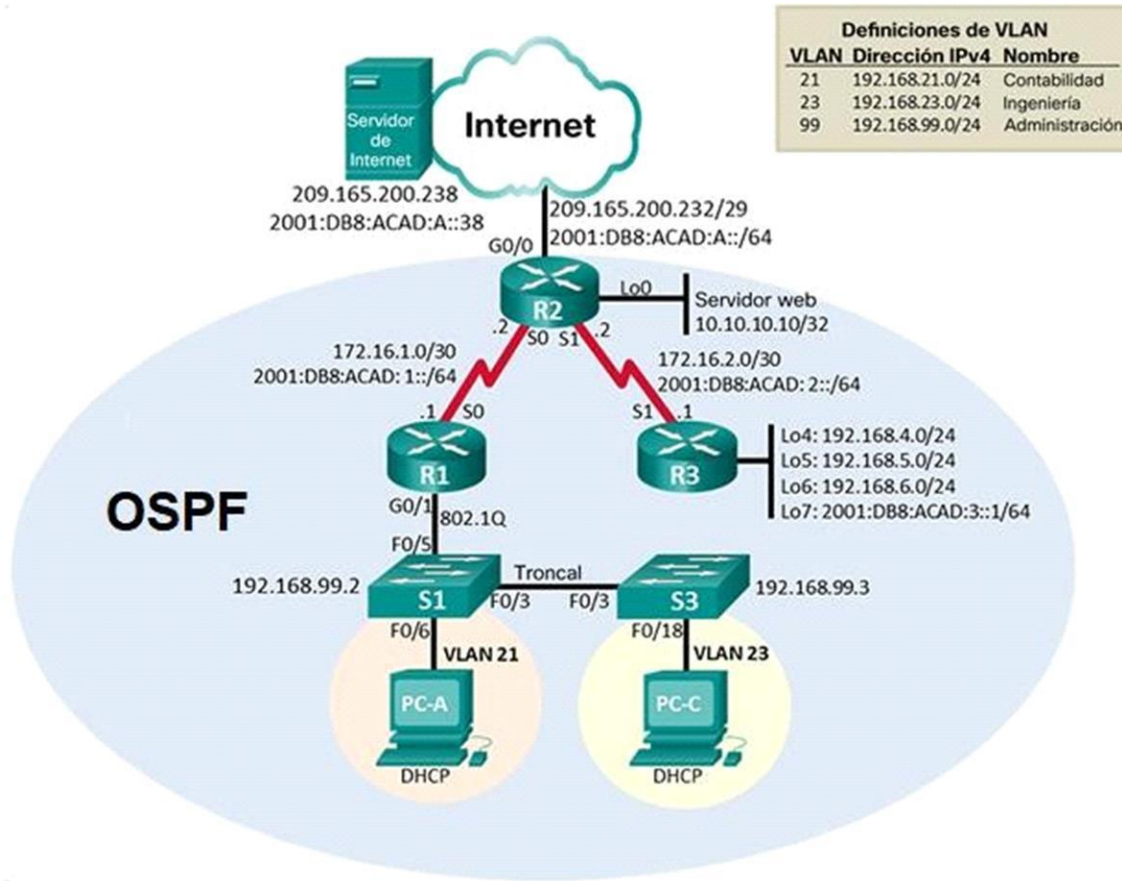 Definiciones de VLAN
VLAN Dirección IPv4 Nombre
21 192.168.21.0/24 Contabilidad
23 192.168.23.0/24 Ingeniería
99 192.168.99.0/24 Administración
Servidor
de
Internet
Internet
209.165.200.238
2001:DB8:ACAD:A::38
209.165.200.232/29
2001:DB8:ACAD:A::/64
G0/0
R2
Lo0
Servidor web
10.10.10.10/32
.2
S0
S1
.2
172.16.1.0/30
2001:DB8:ACAD: 1::/64
172.16.2.0/30
2001:DB8:ACAD: 2::/64
.1
S0
S1
.1
R1
R3
Lo4: 192.168.4.0/24
Lo5: 192.168.5.0/24
Lo6: 192.168.6.0/24
Lo7: 2001:DB8:ACAD:3::1/64
OSPF
G0/1
802.1Q
F0/5
192.168.99.2
S1
F0/3
Troncal
F0/3
S3
192.168.99.3
F0/6
VLAN 21
F0/18
VLAN 23
PC-A
DHCP
PC-C
DHCP